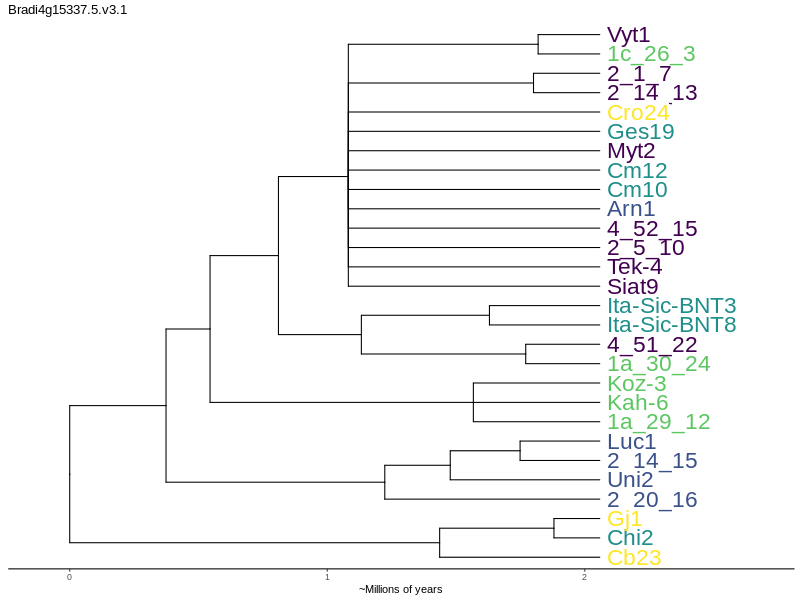 Bradi4g15337.5.v3.1
Vyt1
1c_26_3
2_1_7
2_14_13
Cro24
Ges19
Myt2
Cm12
Cm10
Arn1
4_52_15
2_5_10
Tek-4
Siat9
Ita-Sic-BNT3
Ita-Sic-BNT8
4_51_22
1a_30_24
Koz-3
Kah-6
1a_29_12
Luc1
2_14_15
Uni2
2_20_16
Gj1
Chi2
Cb23
0 1 2
~Millions of years